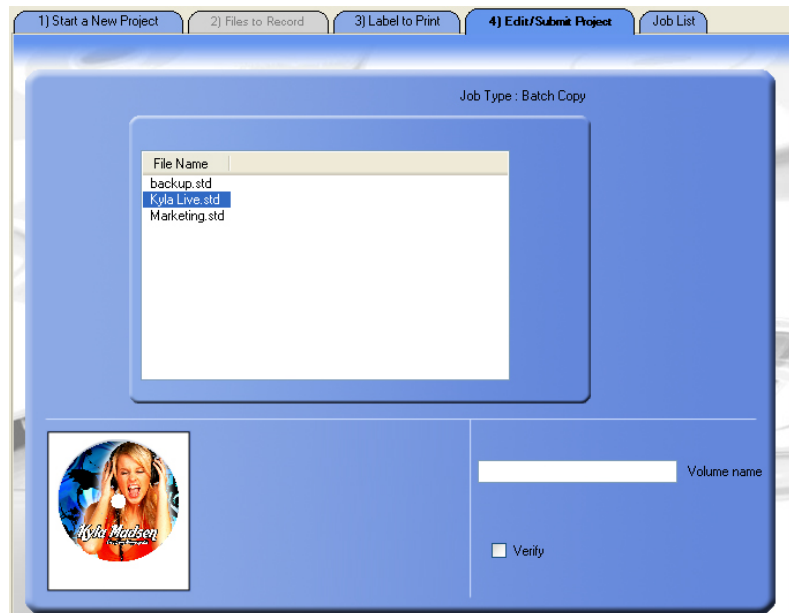 1) Start a New Project
2) Files to Record
3) Label to Print
4) Edit/Submit Project
Job List
Job Type : Batch Copy
File Name
backup.std
Kyla Live.std
Marketing.std
Kyla Madsen
Volume name
Verify